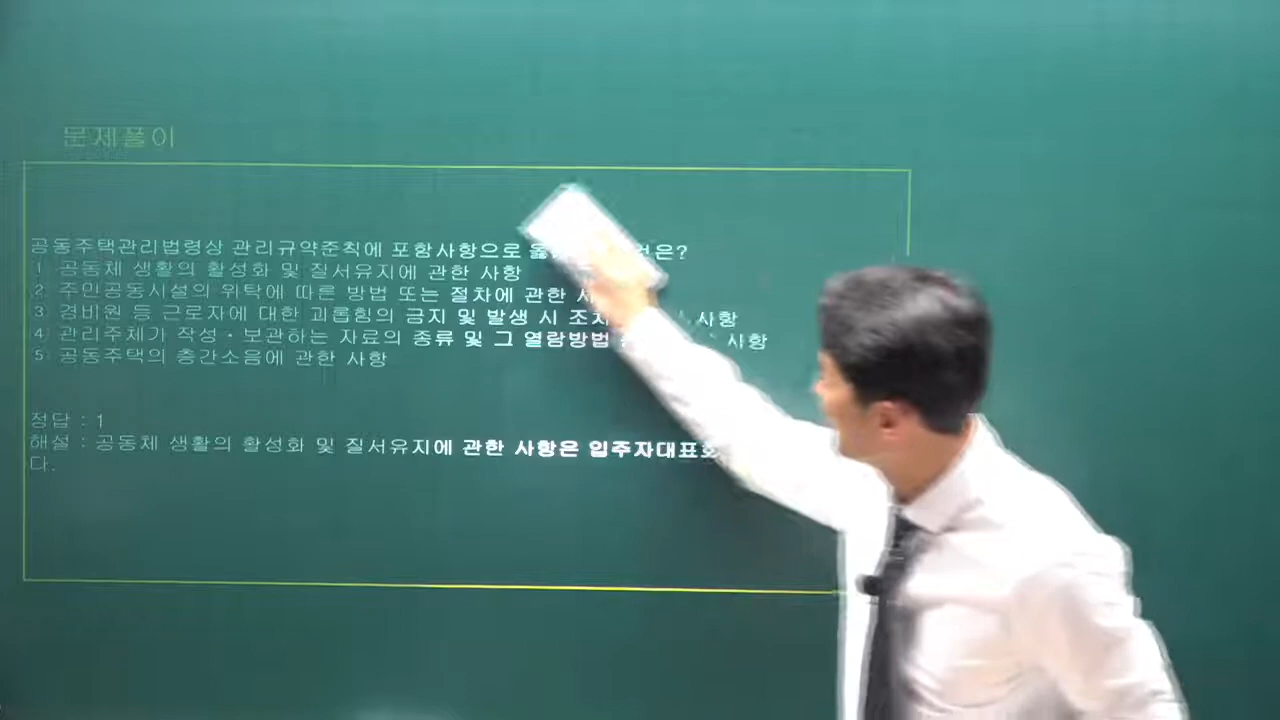 문제풀이
공동주택관리법령상 관리규약준칙에 포함사항으로 은?
1 공동체 생활의 활성화 및 질서유지에 관한 사항
2 주민공동시설의 위탁에 따른 방법 또는 절차에 관한
3 경비원 등 근로자에 대한 괴롭힘의 금지 및 발생 시 사항
4 관리주체가 작성·보관하는 자료의 종류 및 그 열람방법 사항
5 공동주택의 층간소음에 관한 사항
정답 : 1
해설 : 공동체 생활의 활성화 및 질서유지에 관한 사항은 입주자대표
다.